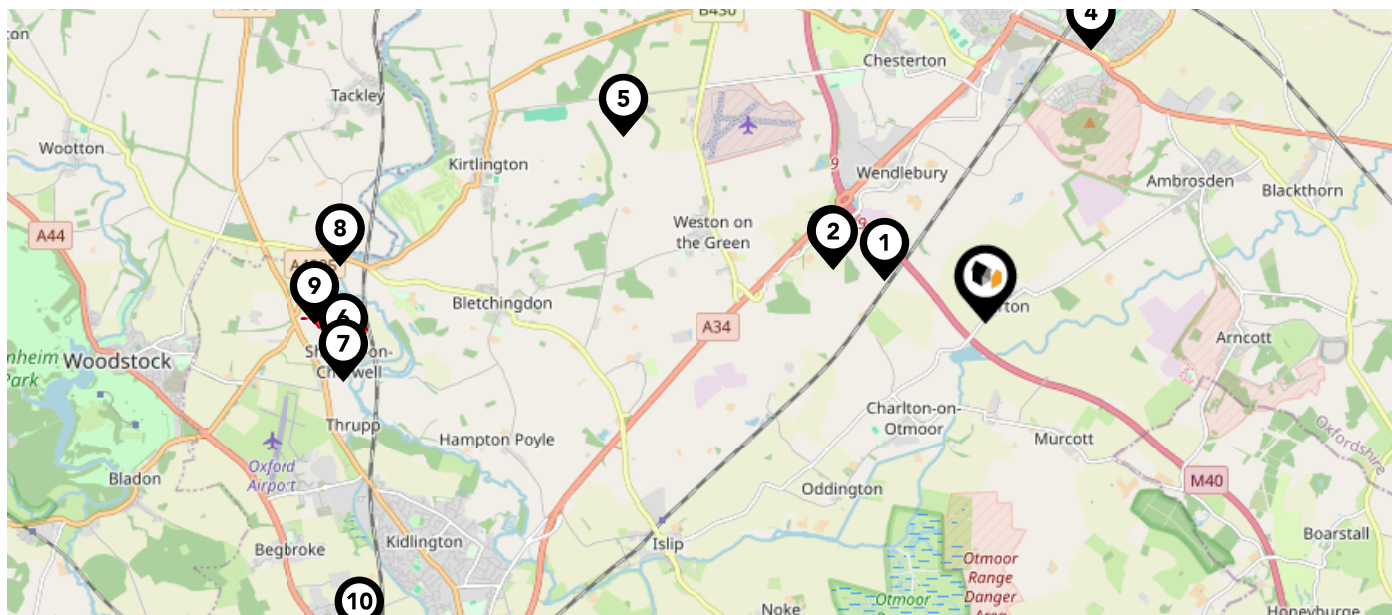 B430
4
Chesterton
Tackley
5
Wootton
Kirtlington
9
Wendlebury
Ambrosden
Blackthorn
A44
8
Weston on
the Green
2
9
1
9
Bletchingdon
6
7
A34
Arncott
Woodstock
Charlton-on-
Otmoor
Murcott
Thrupp
Hampton Poyle
Oxford
Airport
Oxfordshire
Bladon
Oddington
M40
Begbroke
Kidlington
Islip
Boarstall
Otmoor
Range
Danger
10
Noke
Otmoor